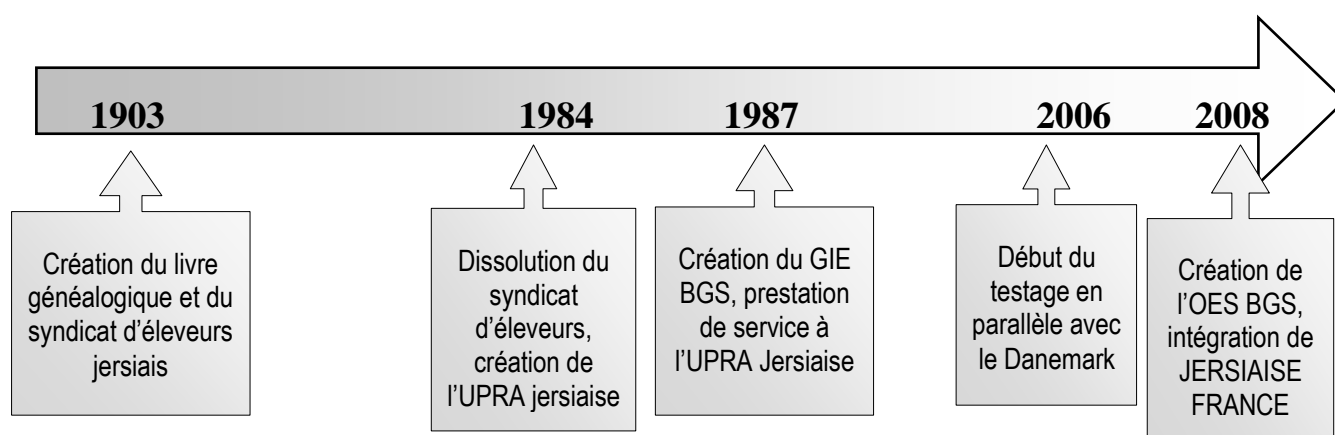 1903
1984
1987
2006
2008
Création du livre
généalogique et du
syndicat d'éleveurs
jersiais
Dissolution du
syndicat
d'éleveurs,
création de
l'UPRA jersiaise
Création du GIE
BGS, prestation
de service à
l'UPRA Jersiaise
Début du
testage en
parallèle avec
le Danemark
Création de
l'OES BGS,
intégration de
JERSIAISE
FRANCE